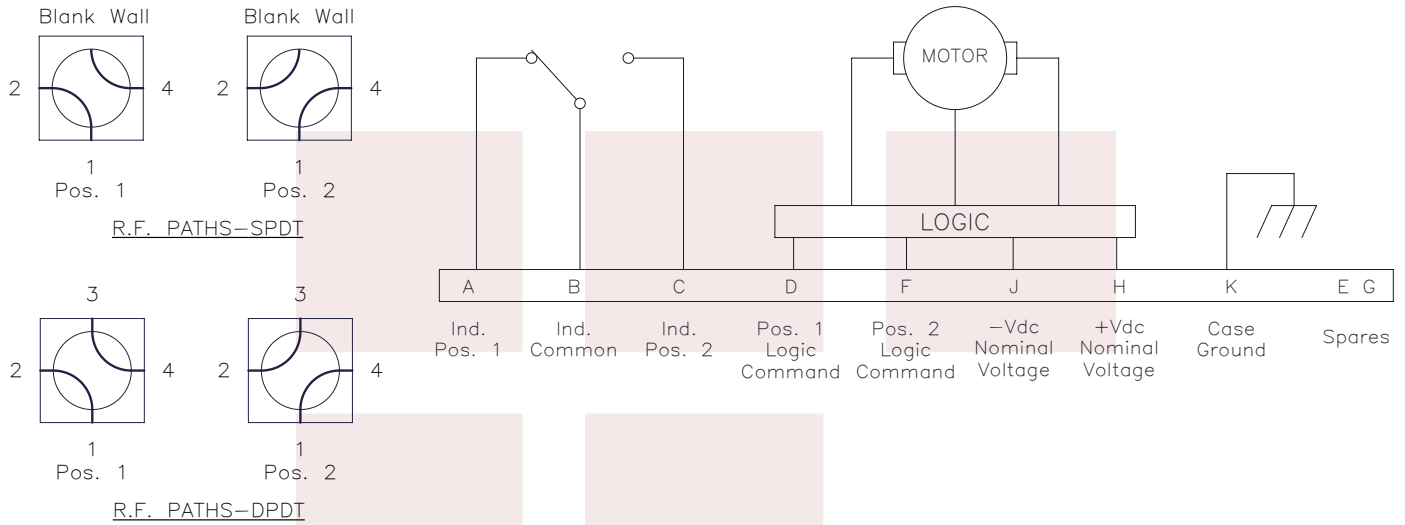 Blank Wall
2
4
1
Pos. 1
Blank Wall
2
4
1
Pos. 2
R.F. PATHS-SPDT
3
2
4
1
Pos. 1
3
2
4
1
Pos. 2
R.F. PATHS-DPDT
MOTOR
LOGIC
A B C D F J H K E G
Ind.
Pos. 1
Ind.
Common
Ind.
Pos. 2
Pos. 1
Logic
Command
Pos. 2
Logic
Command
-Vdc
Nominal
Voltage
+Vdc
Nominal
Voltage
Case
Ground
Spares